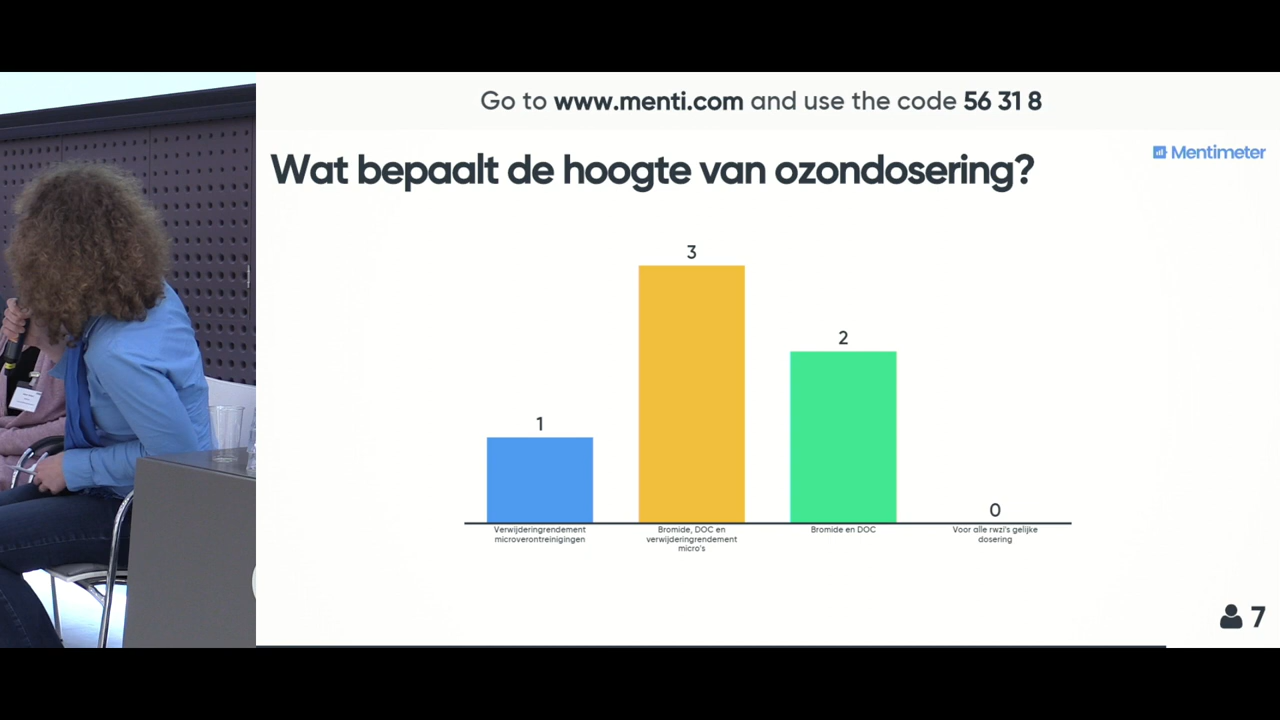 Go to www.menti.com and use the code 56 31 8
Mentimeter
Wat bepaalt de hoogte van ozondosering?
1
3
2
0
Verwijderingrendement
microverontreinigingen
Bromide, DOC en
verwijderingrendement
micro's
Bromide en DOC
Voor alle rwzi's gelijke
dosering
7